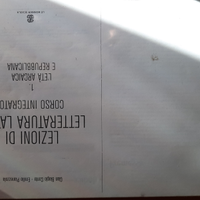 Gian Biagio Conte - Emilio Pianezzola
LEZIONI DI
LETTERATURA LA
CORSO INTEGRATO
1.
L'ETÀ ARCAICA
E REPUBBLICANA